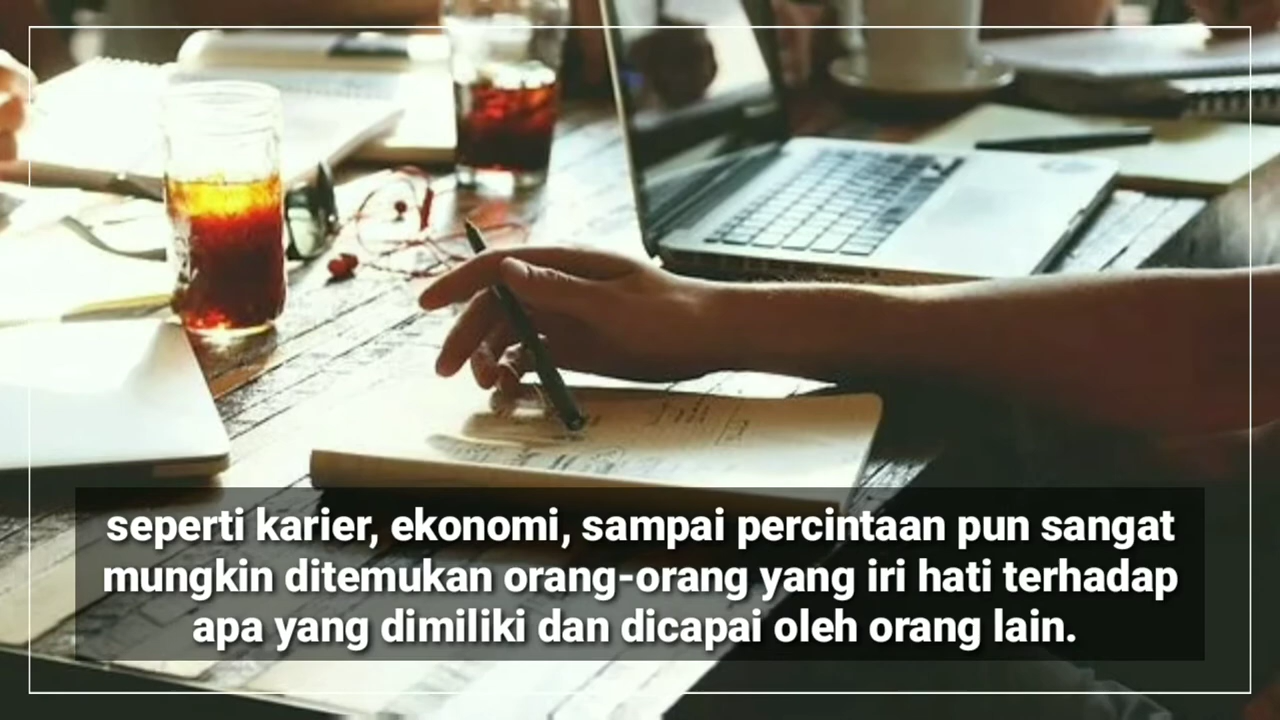 seperti karier, ekonomi, sampai percintaan pun sangat
mungkin ditemukan orang-orang yang iri hati terhadap
apa yang dimiliki dan dicapai oleh orang lain.